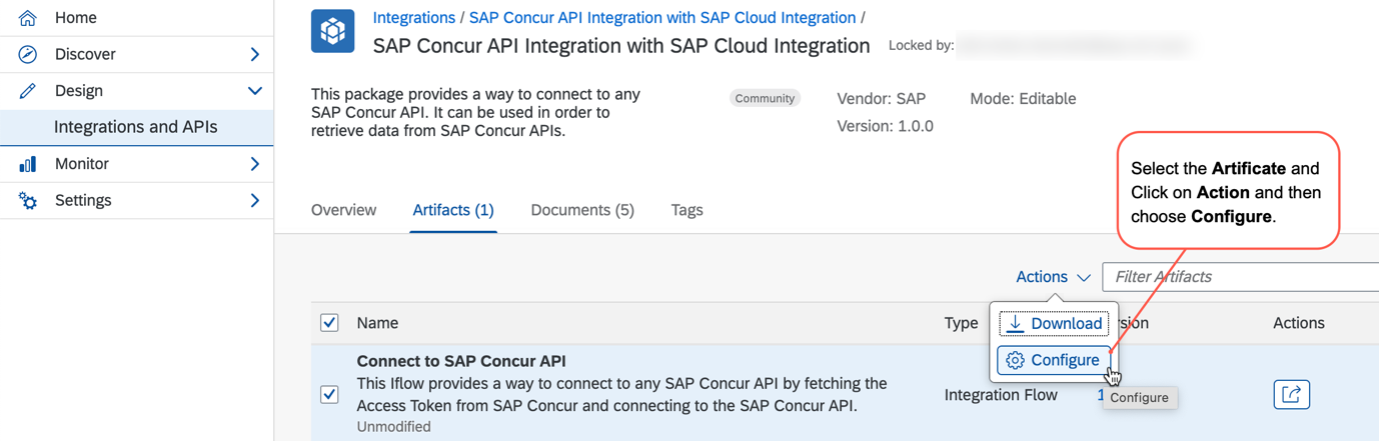 Home
Discover
Design
Integrations and APIs
Monitor
Settings
Integrations / SAP Concur API Integration with SAP Cloud Integration /
SAP Concur API Integration with SAP Cloud Integration Locked by:
This package provides a way to connect to any
SAP Concur API. It can be used in order to
retrieve data from SAP Concur APIs.
Community
Vendor: SAP
Mode: Editable
Version: 1.0.0
Select the Artificate and
Click on Action and then
choose Configure.
Overview Artifacts (1) Documents (5) Tags
Actions Filter Artifacts
Name Type Actions
Download
Configure
Configure
Connect to SAP Concur API
This Iflow provides a way to connect to any SAP Concur API by fetching the
Access Token from SAP Concur and connecting to the SAP Concur API.
Unmodified
Integration Flow